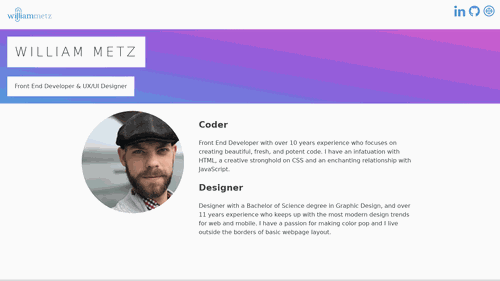 williammetz
WILLIAM METZ
Front End Developer & UX/UI Designer
Coder
Front End Developer with over 10 years experience who focuses on
creating beautiful, fresh, and potent code. I have an infatuation with
HTML, a creative stronghold on CSS and an enchanting relationship with
JavaScript.
Designer
Designer with a Bachelor of Science degree in Graphic Design, and over
11 years experience who keeps up with the most modern design trends
for web and mobile. I have a passion for making color pop and I live
outside the borders of basic webpage layout.